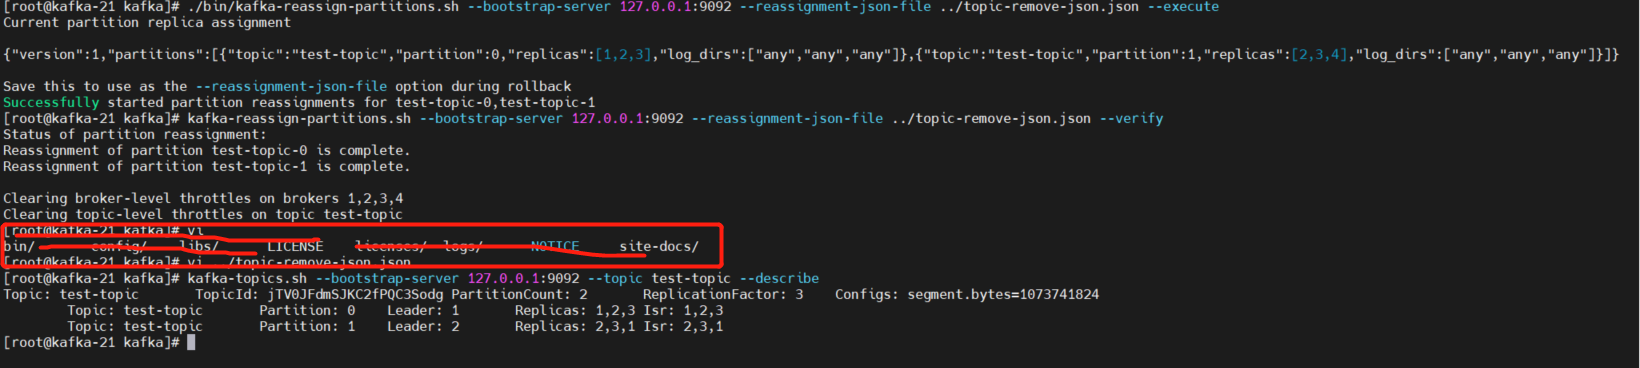 [root@kafka-21 kafka]# ./bin/kafka-reassign-partitions.sh --bootstrap-server 127.0.0.1:9092 --reassignment-json-file ../topic-remove-json.json --execute
Current partition replica assignment
{"version":1,"partitions":[{"topic":"test-topic","partition":0,"replicas":[1,2,3],"log_dirs":["any","any","any"]},{"topic":"test-topic","partition":1,"replicas":[2,3,4],"log_dirs":["any","any","any"]}]}
Save this to use as the --reassignment-json-file option during rollback
Successfully started partition reassignments for test-topic-0,test-topic-1
[root@kafka-21 kafka]# kafka-reassign-partitions.sh --bootstrap-server 127.0.0.1:9092 --reassignment-json-file ../topic-remove-json.json --verify
Status of partition reassignment:
Reassignment of partition test-topic-0 is complete.
Reassignment of partition test-topic-1 is complete.
Clearing broker-level throttles on brokers 1,2,3,4
Clearing topic-level throttles on topic test-topic
[root@kafka-21 kafka]# vi
bin/ config/ libs/ LICENSE licenses/ logs/ NOTICE site-docs/
[root@kafka-21 kafka]# vi ../topic-remove-json.json
[root@kafka-21 kafka]# kafka-topics.sh --bootstrap-server 127.0.0.1:9092 --topic test-topic --describe
Topic: test-topic TopicId: jTV0JFdmSJKC2fPQC3Sodg PartitionCount: 2 ReplicationFactor: 3 Configs: segment.bytes=1073741824
Topic: test-topic Partition: 0 Leader: 1 Replicas: 1,2,3 Isr: 1,2,3
Topic: test-topic Partition: 1 Leader: 2 Replicas: 2,3,1 Isr: 2,3,1
[root@kafka-21 kafka]#